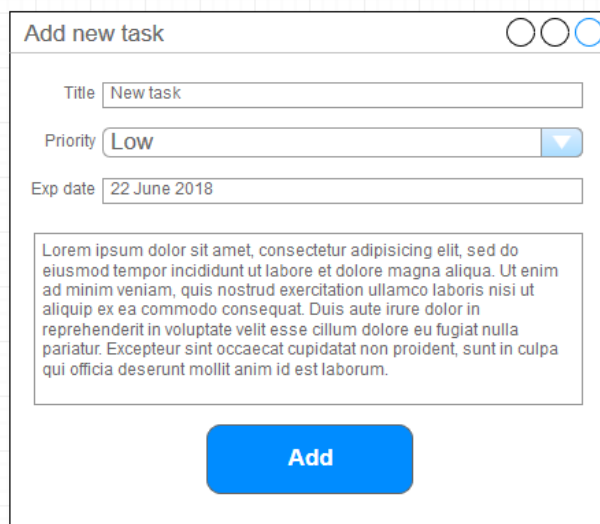 Add new task
Title New task
Priority Low
Exp date 22 June 2018
Lorem ipsum dolor sit amet, consectetur adipisicing elit, sed do
eiusmod tempor incididunt ut labore et dolore magna aliqua. Ut enim
ad minim veniam, quis nostrud exercitation ullamco laboris nisi ut
aliquip ex ea commodo consequat. Duis aute irure dolor in
reprehenderit in voluptate velit esse cillum dolore eu fugiat nulla
pariatur. Excepteur sint occaecat cupidatat non proident, sunt in culpa
qui officia deserunt mollit anim id est laborum.
Add